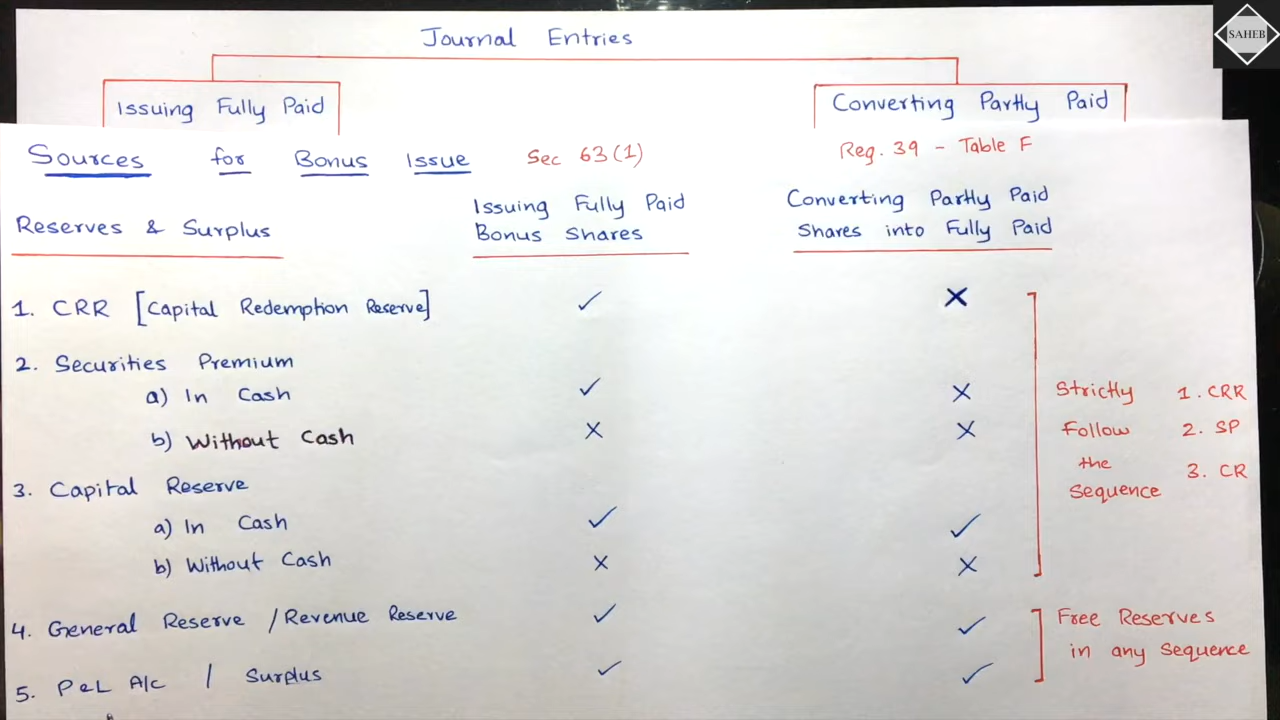 SAHEB
Journal Entries
Issuing Fully Paid
Converting Partly Paid
Sources for Bonus Issue Sec 63(1)
Reg. 39 - Table F
Reserves & Surplus
Issuing Fully Paid
Bonus Shares
Converting Partly Paid
Shares into Fully Paid
1. CRR [Capital Redemption Reserve] ✓ ×
2. Securities Premium
a) In Cash ✓ ×
b) Without Cash × ×
3. Capital Reserve
a) In Cash ✓ ✓
b) Without Cash × ×
Strictly 1. CRR
Follow 2. SP
the
Sequence 3. CR
4. General Reserve / Revenue Reserve ✓ ✓
5. P&L A/c / Surplus ✓ ✓
Free Reserves
in any Sequence